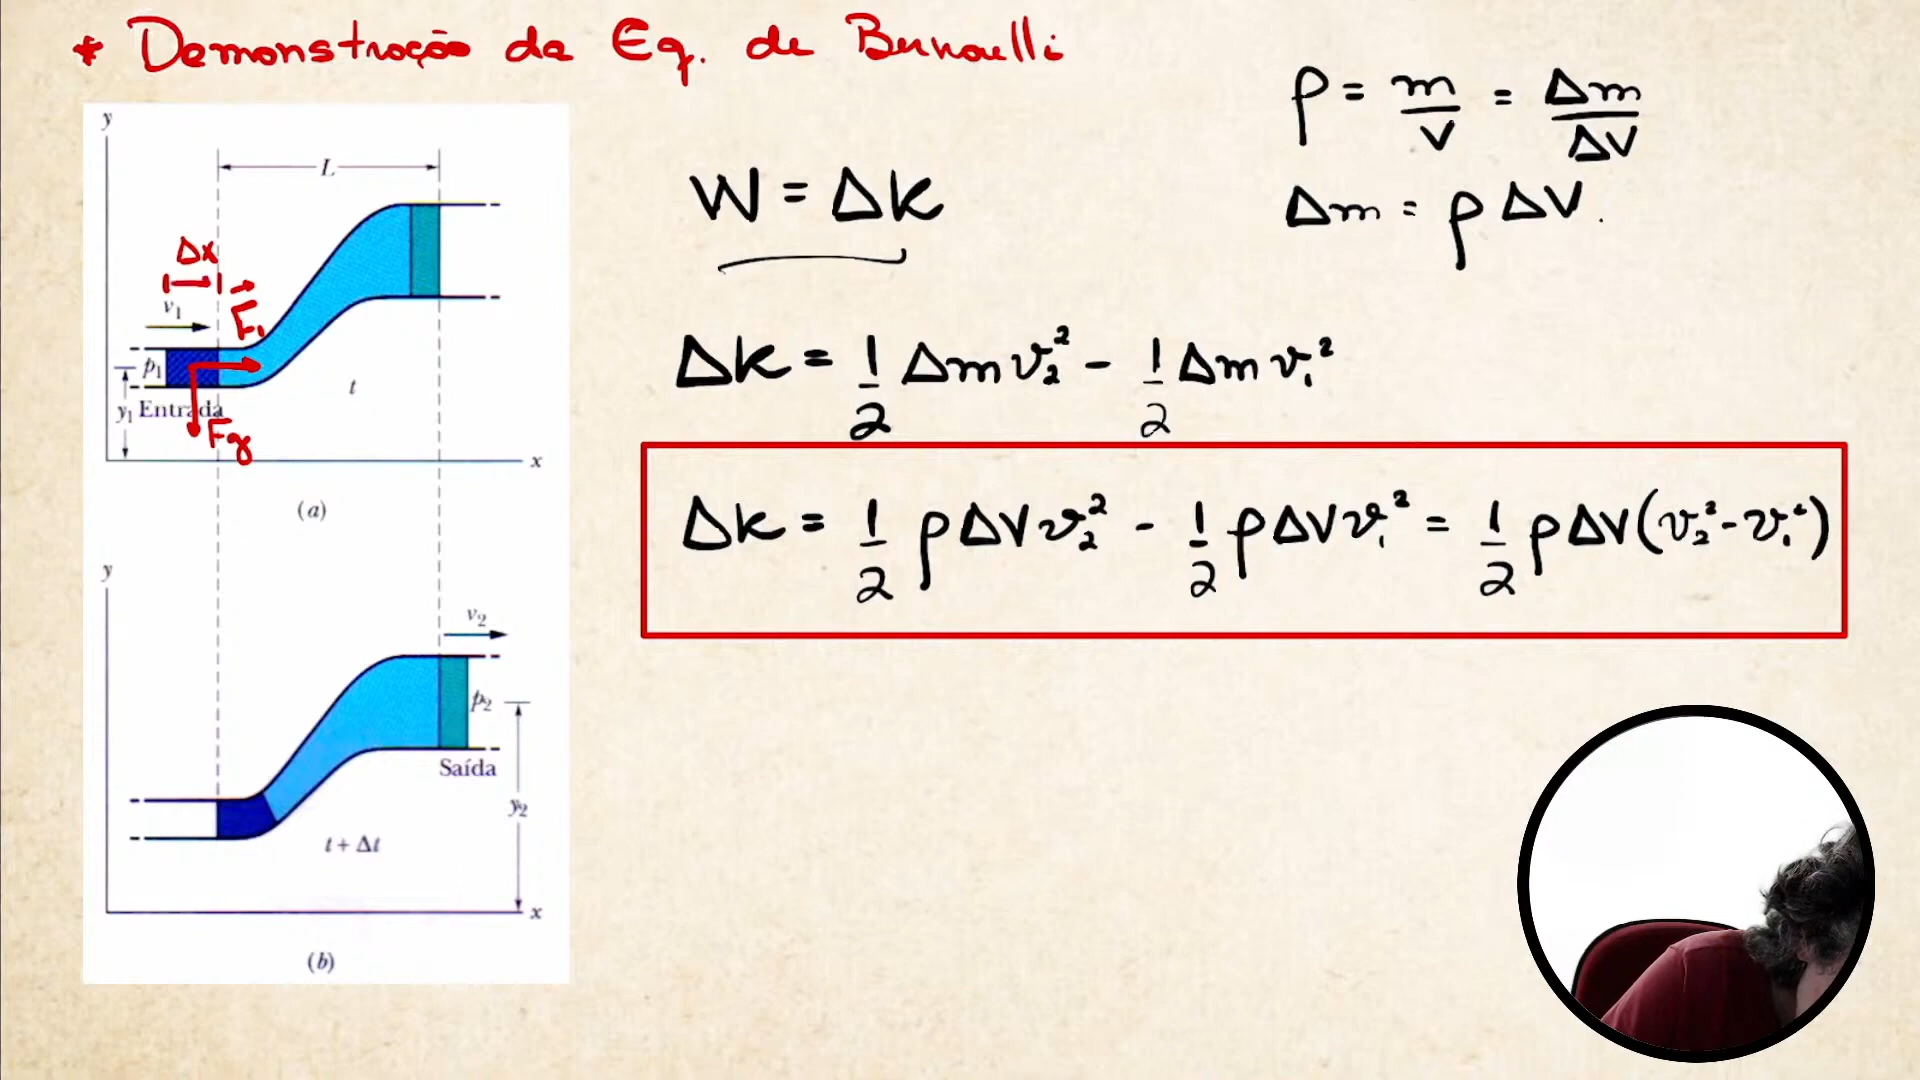 * Demonstração da Eq. de Bernoulli
ρ = m/V = Δm/ΔV
Δm = ρ ΔV.
W = Δk
Δk = 1/2 Δm v₂² - 1/2 Δm v₁²
Δk = 1/2 ρΔV v₂² - 1/2 ρΔV v₁² = 1/2 ρΔV(v₂² - v₁²)
y
L
Δx
v₁
F₁
p₁
t
y₁ Entrada
Fg
x
(a)
y
v₂
p₂
Saída
y₂
t + Δt
x
(b)